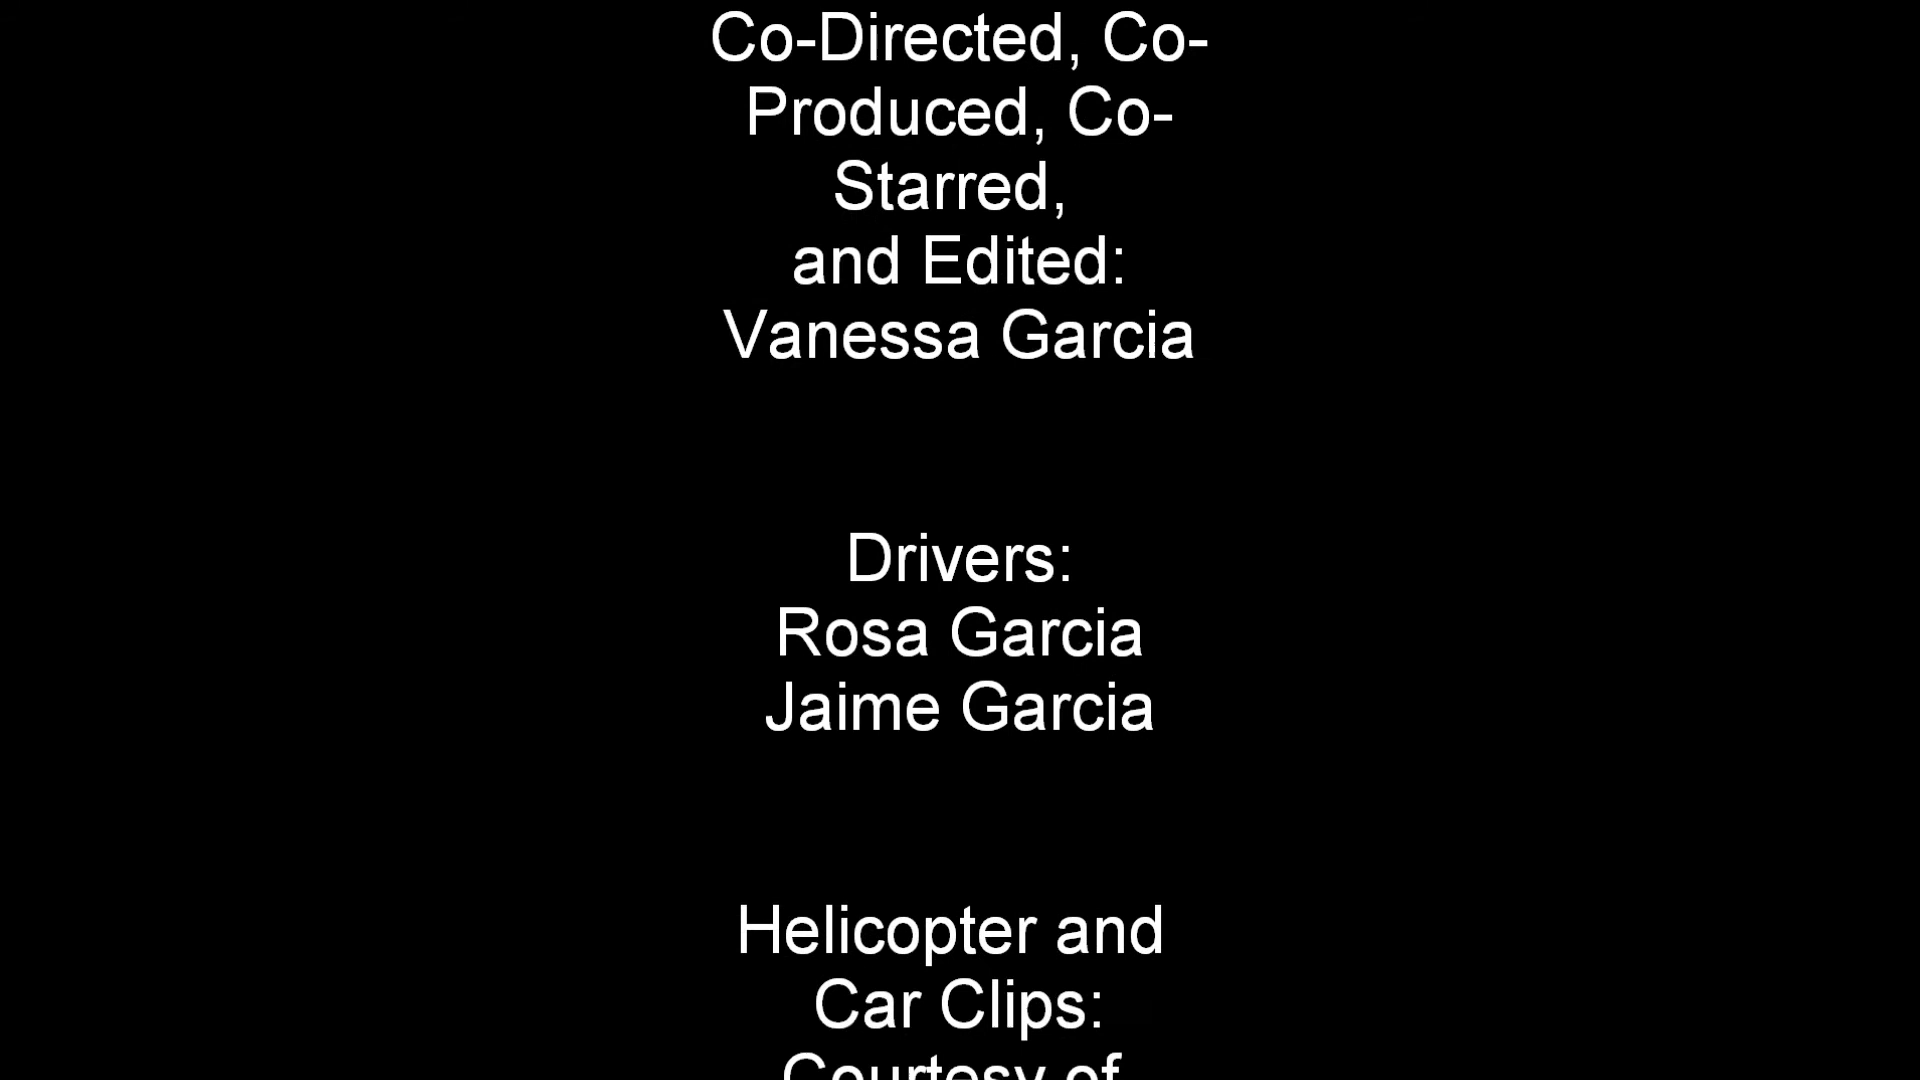 Co-Directed, Co-
Produced, Co-
Starred,
and Edited:
Vanessa Garcia
Drivers:
Rosa Garcia
Jaime Garcia
Helicopter and
Car Clips:
Courtesy of